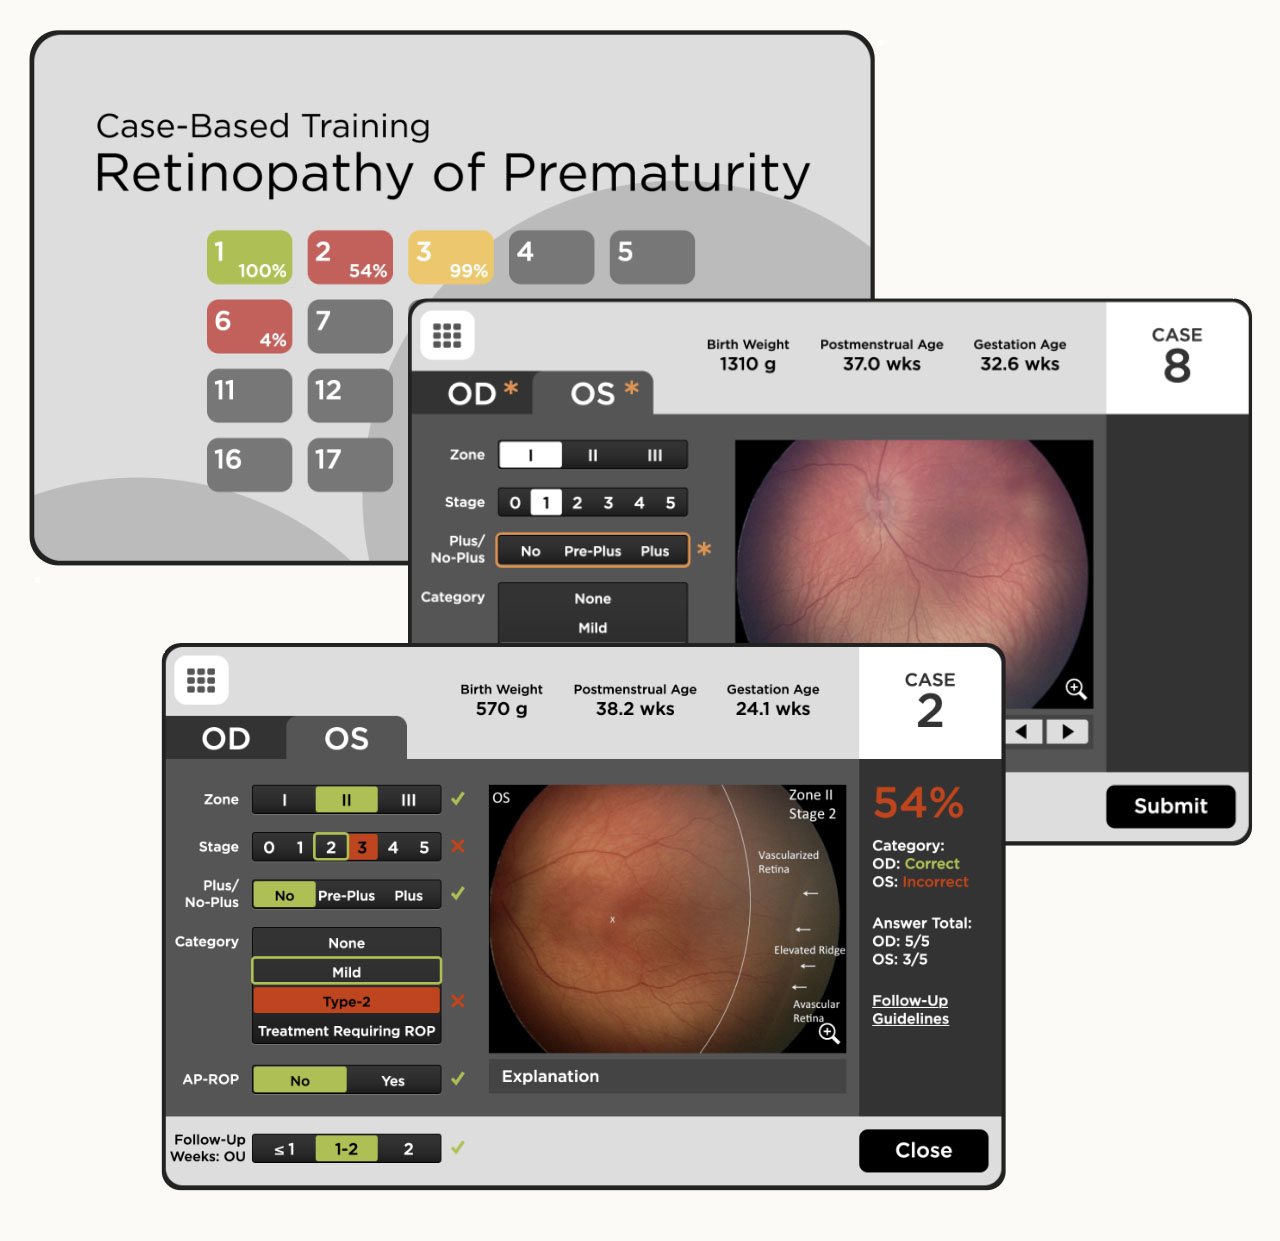 Case-Based Training
Retinopathy of Prematurity
1 100%
2 54%
3 99%
4
5
6 4%
7
11
12
16
17
Birth Weight
1310 g
Postmenstrual Age
37.0 wks
Gestation Age
32.6 wks
CASE
8
OD *
OS *
Zone I II III
Stage 0 1 2 3 4 5
Plus/
No-Plus
No Pre-Plus Plus *
Category
None
Mild
Submit
Birth Weight
570 g
Postmenstrual Age
38.2 wks
Gestation Age
24.1 wks
CASE
2
OD
OS
Zone I II III
Stage 0 1 2 3 4 5
Plus/
No-Plus
No Pre-Plus Plus
Category
None
Mild
Type-2
Treatment Requiring ROP
AP-ROP No Yes
Follow-Up
Weeks: OU
≤1 1-2 2
OS
Zone II
Stage 2
Vascularized
Retina
x
Elevated Ridge
Avascular
Retina
Explanation
54%
Category:
OD: Correct
OS: Incorrect
Answer Total:
OD: 5/5
OS: 3/5
Follow-Up
Guidelines
Close